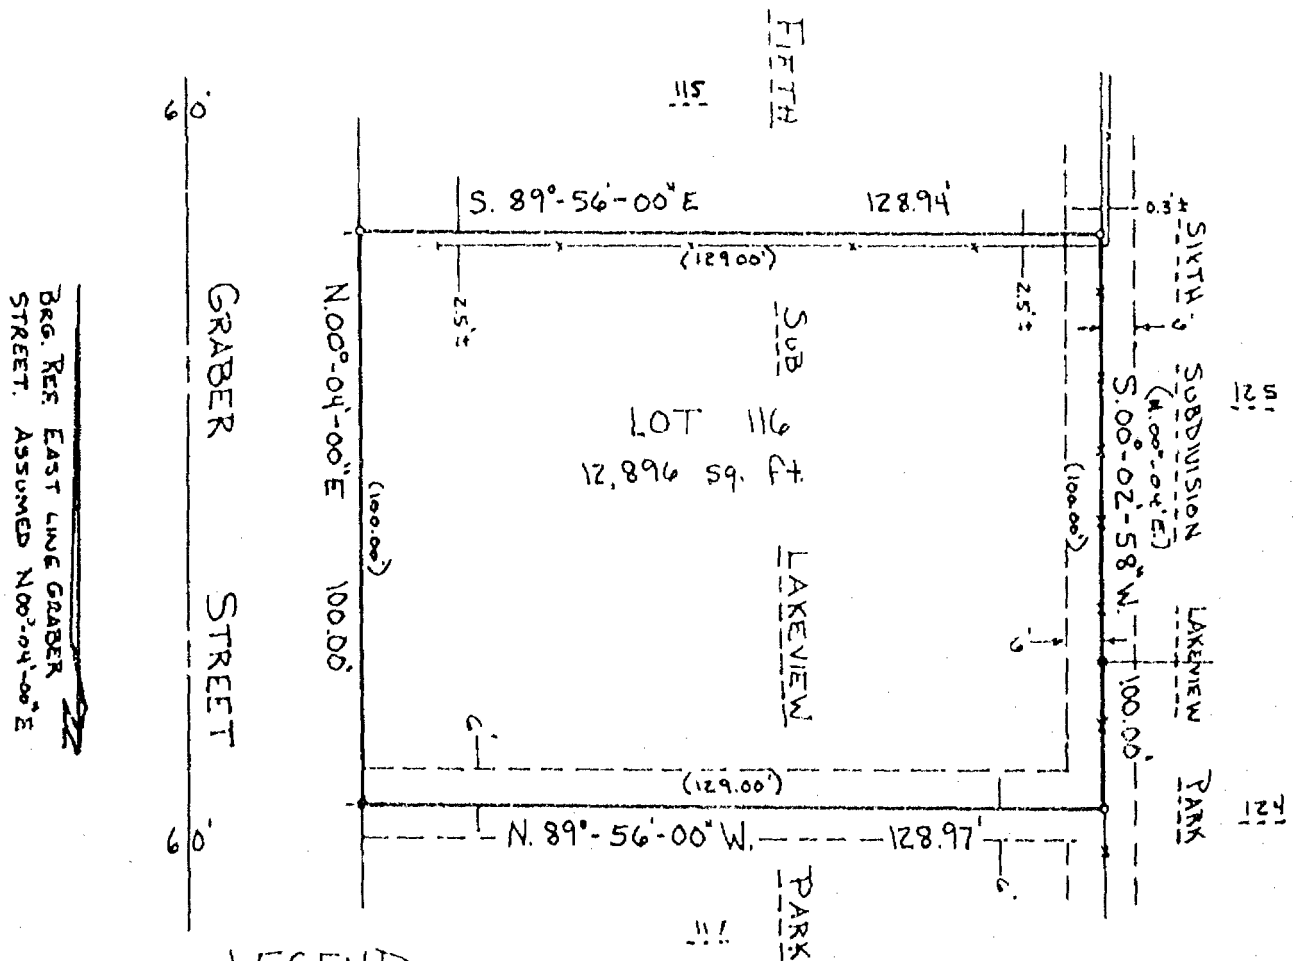 FIFTH
115
60'
S. 89°-56'-00" E 128.94'
0.3'±
(129.00')
2.5'±
2.5'±
SIXTH SUBDIVISION LAKEVIEW PARK
6'
125
S.00°-02'-58" W. 100.00'
(N.00°-04'E.)
(100.00')
SUB
LOT 116
12,896 sq. ft.
LAKEVIEW
N.00°-04'-00" E 100.00'
(100.00')
GRABER STREET
BRG. REF. EAST LINE GRABER
STREET. ASSUMED N00°-04'-00" E
6'
6'
(129.00')
124
60'
N. 89°-56'-00" W. 128.97'
6'
PARK
117
LEGEND